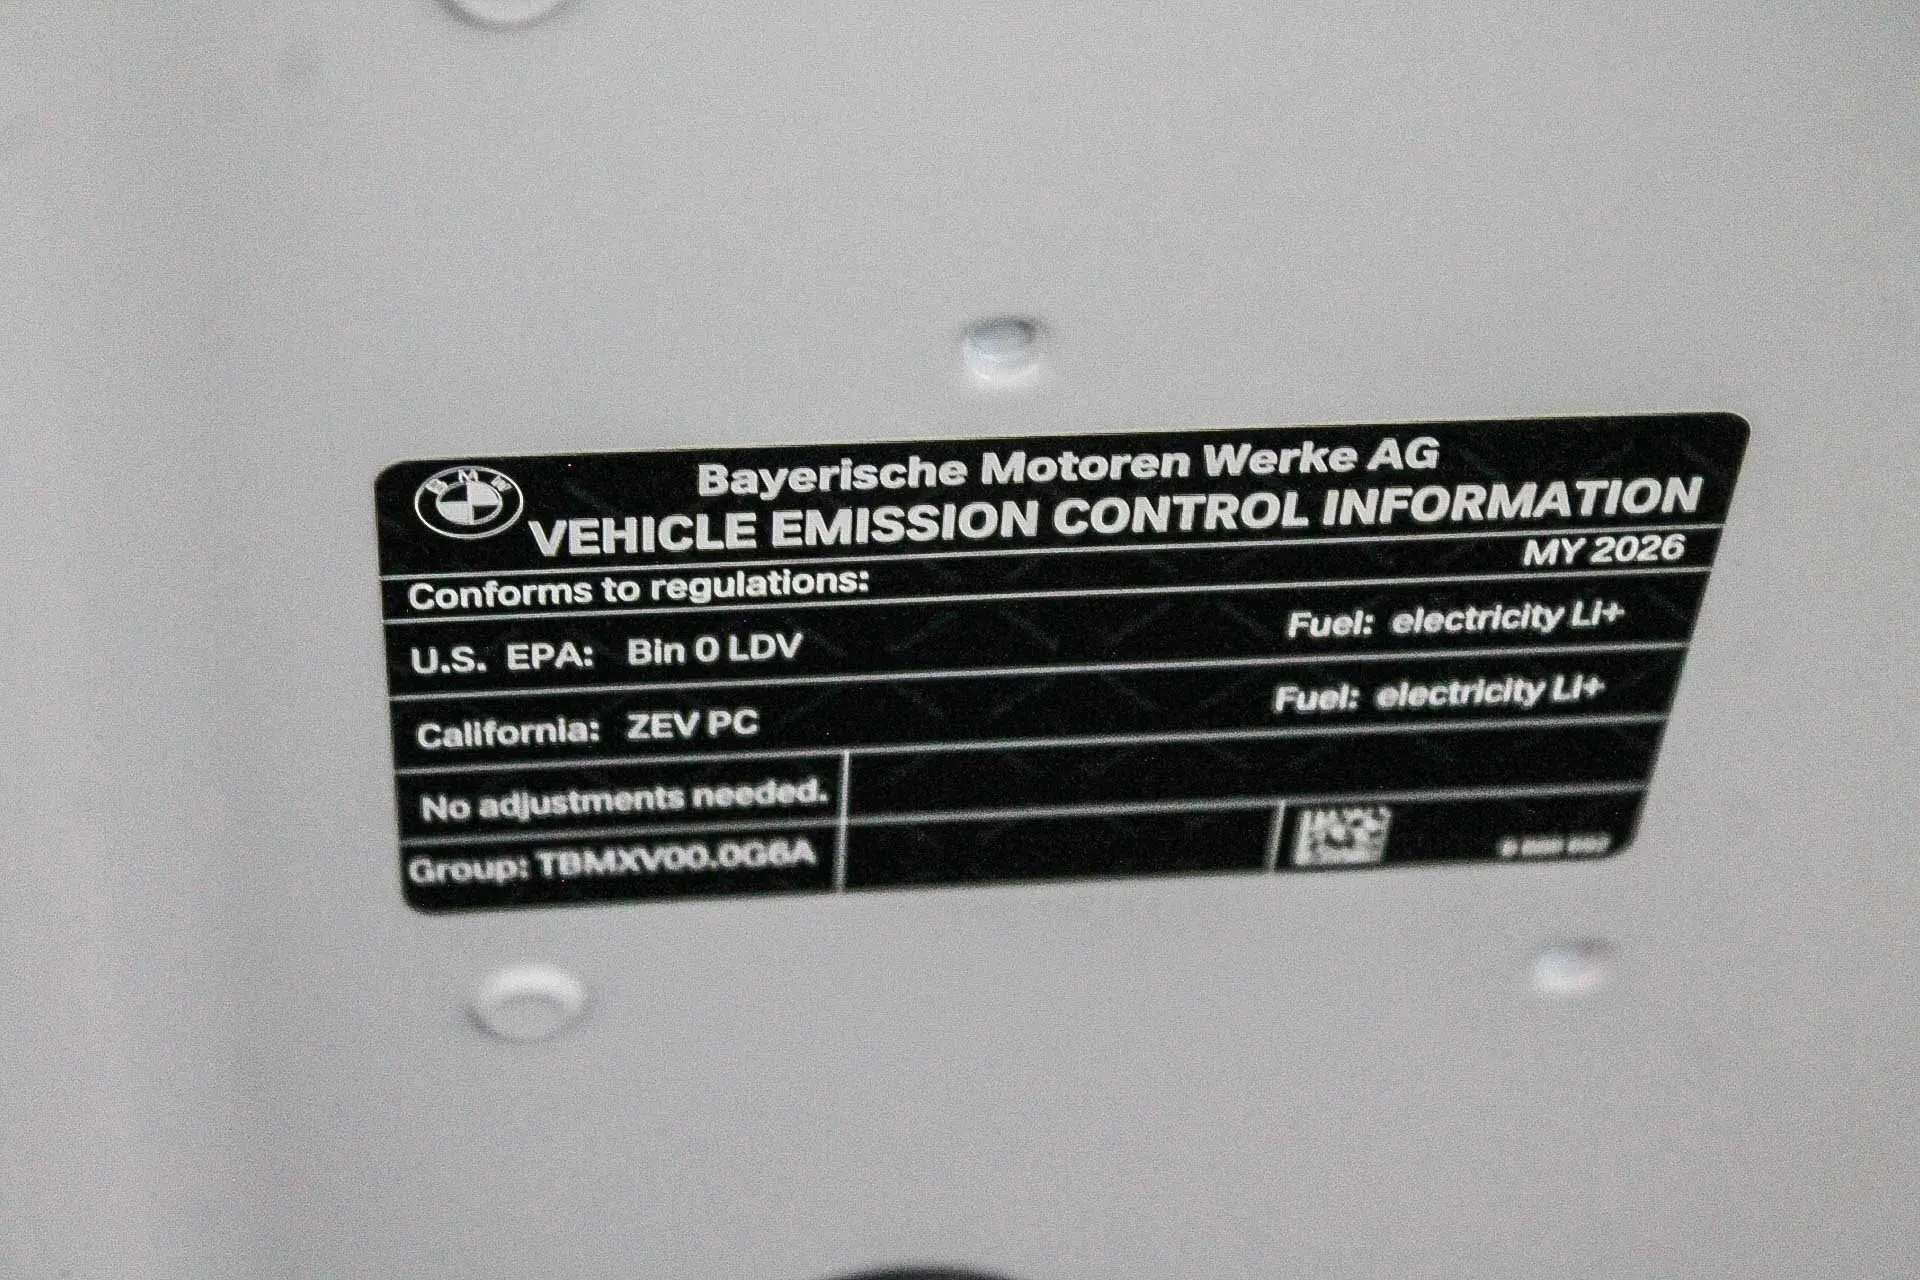 BMW
Bayerische Motoren Werke AG
VEHICLE EMISSION CONTROL INFORMATION
Conforms to regulations: MY 2026
U.S. EPA: Bin 0 LDV Fuel: electricity Li+
California: ZEV PC Fuel: electricity Li+
No adjustments needed.
Group: TBMXV00.0G6A